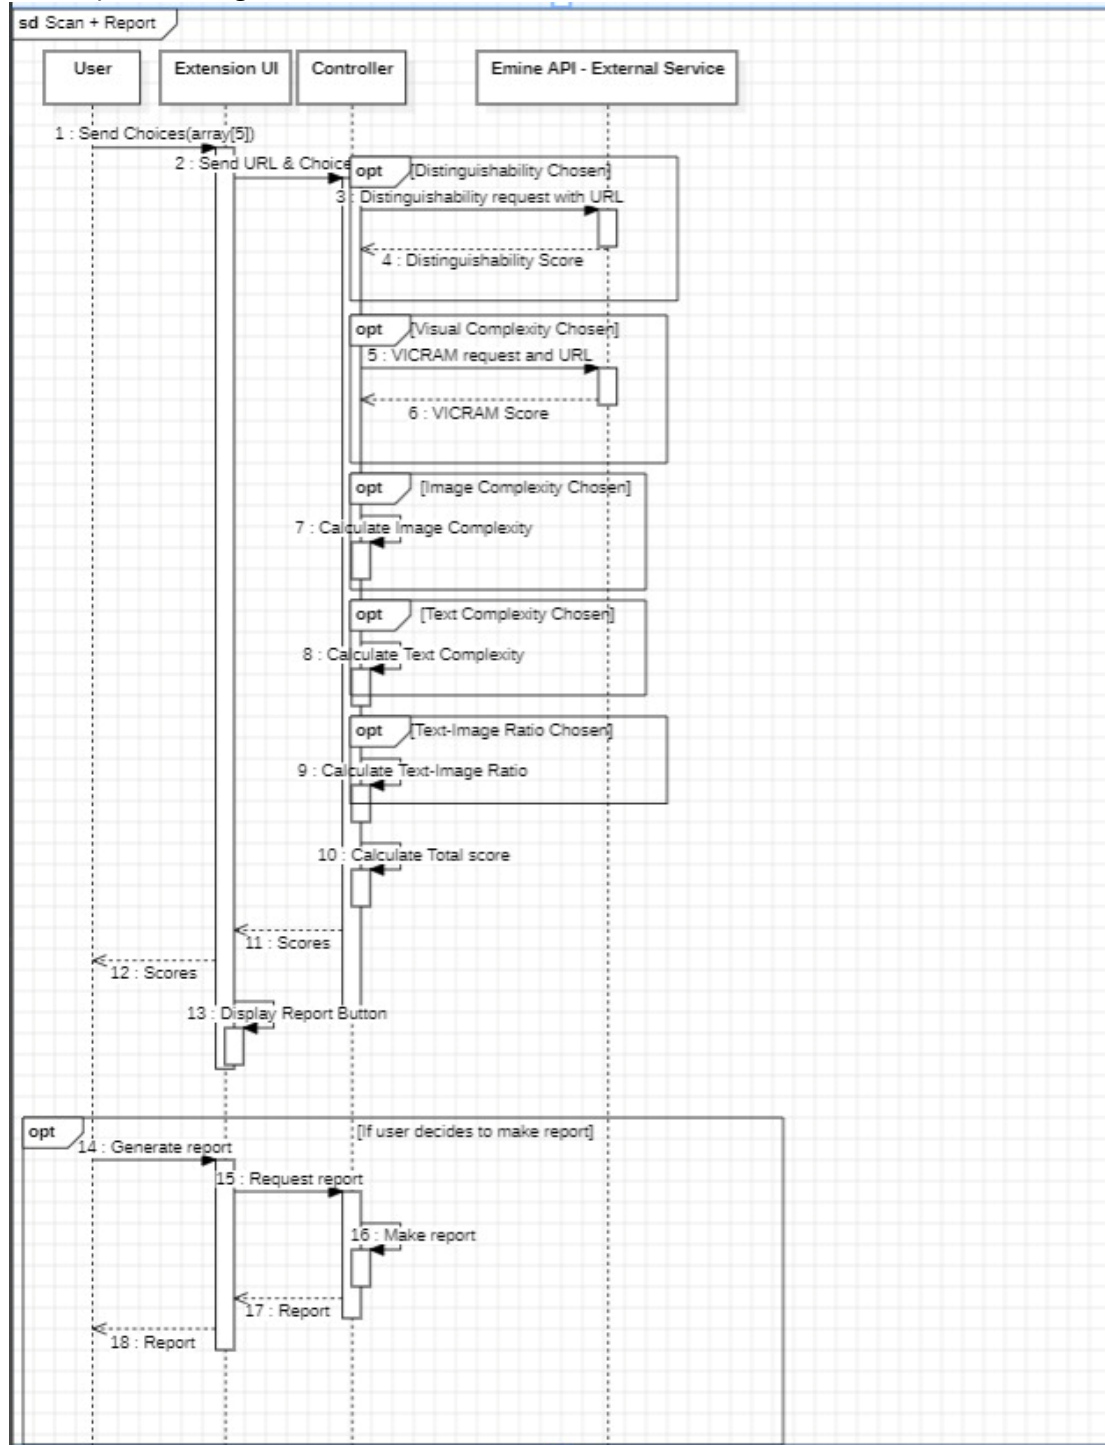 sd Scan + Report
User
Extension UI
Controller
Emine API - External Service
1 : Send Choices(array[5])
2 : Send URL & Choice
opt [Distinguishability Chosen]
3 : Distinguishability request with URL
4 : Distinguishability Score
opt [Visual Complexity Chosen]
5 : VICRAM request and URL
6 : VICRAM Score
opt [Image Complexity Chosen]
7 : Calculate Image Complexity
opt [Text Complexity Chosen]
8 : Calculate Text Complexity
opt [Text-Image Ratio Chosen]
9 : Calculate Text-Image Ratio
10 : Calculate Total score
11 : Scores
12 : Scores
13 : Display Report Button
opt [If user decides to make report]
14 : Generate report
15 : Request report
16 : Make report
17 : Report
18 : Report